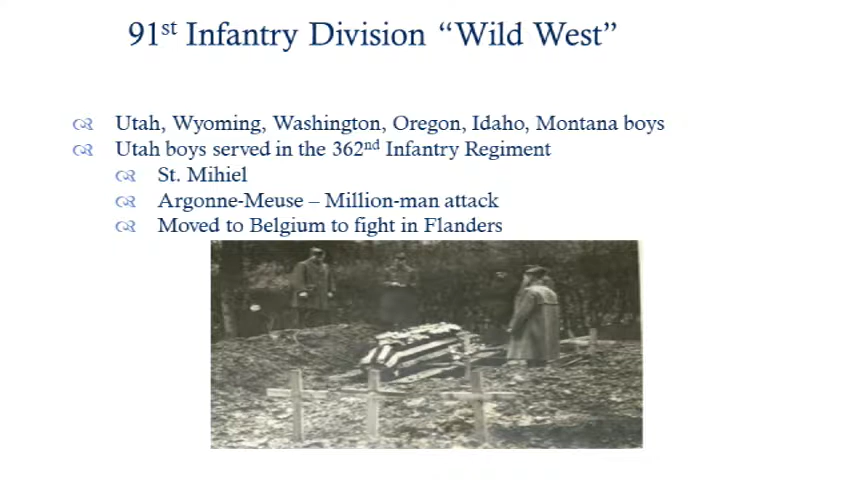 91st Infantry Division “Wild West”
Utah, Wyoming, Washington, Oregon, Idaho, Montana boys
Utah boys served in the 362nd Infantry Regiment
St. Mihiel
Argonne-Meuse – Million-man attack
Moved to Belgium to fight in Flanders